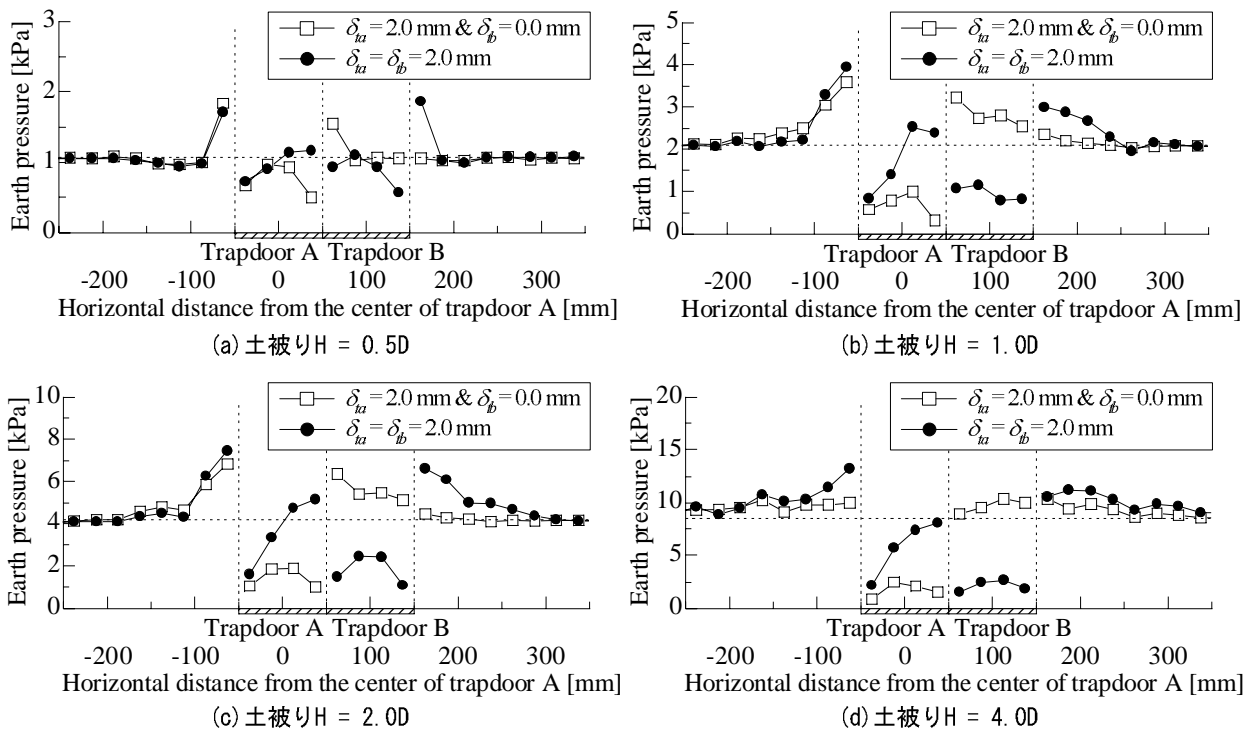 Earth pressure [kPa]
3
2
1
0
δta = 2.0 mm & δtb = 0.0 mm
δta = δtb = 2.0 mm
Trapdoor A
Trapdoor B
-200
-100
0
100
200
300
Horizontal distance from the center of trapdoor A [mm]
(a) 土被りH = 0.5D
Earth pressure [kPa]
5
4
3
2
1
0
δta = 2.0 mm & δtb = 0.0 mm
δta = δtb = 2.0 mm
Trapdoor A
Trapdoor B
-200
-100
0
100
200
300
Horizontal distance from the center of trapdoor A [mm]
(b) 土被りH = 1.0D
Earth pressure [kPa]
10
8
6
4
2
0
δta = 2.0 mm & δtb = 0.0 mm
δta = δtb = 2.0 mm
Trapdoor A
Trapdoor B
-200
-100
0
100
200
300
Horizontal distance from the center of trapdoor A [mm]
(c) 土被りH = 2.0D
Earth pressure [kPa]
20
15
10
5
0
δta = 2.0 mm & δtb = 0.0 mm
δta = δtb = 2.0 mm
Trapdoor A
Trapdoor B
-200
-100
0
100
200
300
Horizontal distance from the center of trapdoor A [mm]
(d) 土被りH = 4.0D